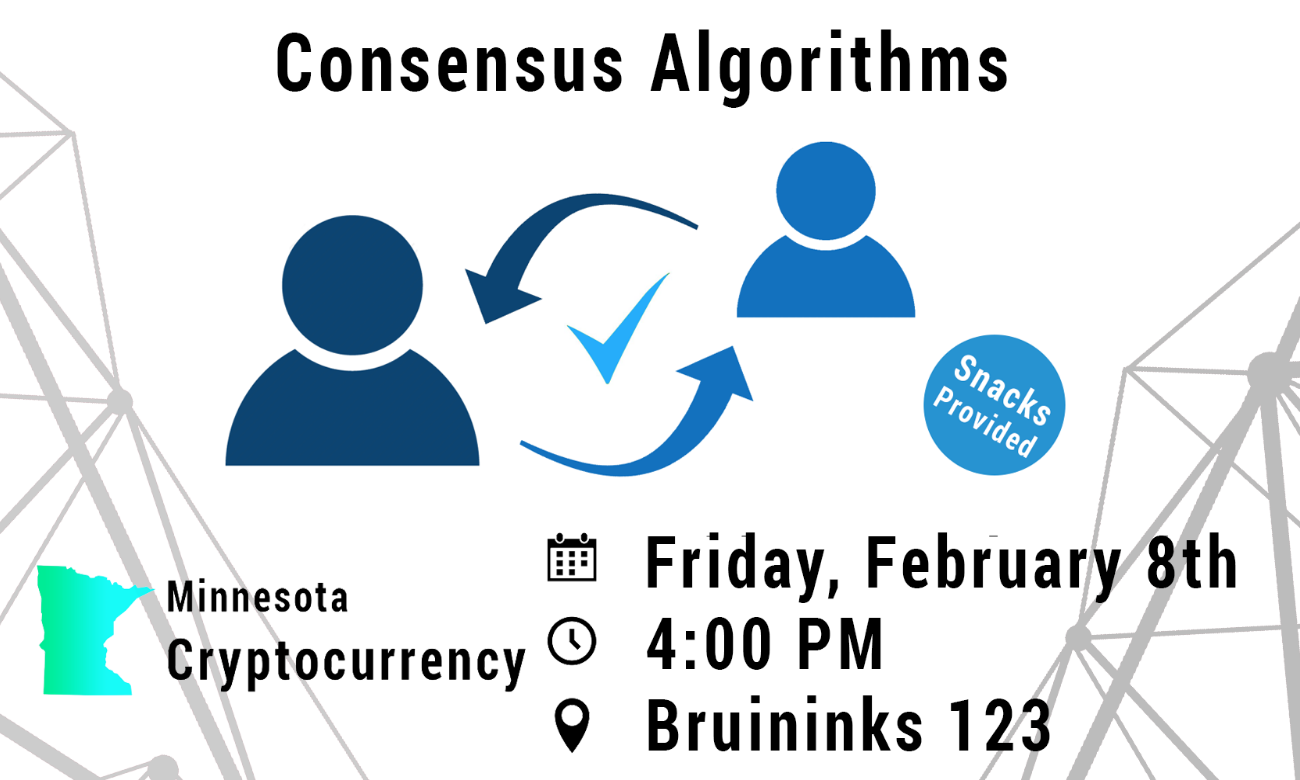 Consensus Algorithms
Snacks
Provided
Minnesota
Cryptocurrency
Friday, February 8th
4:00 PM
Bruininks 123